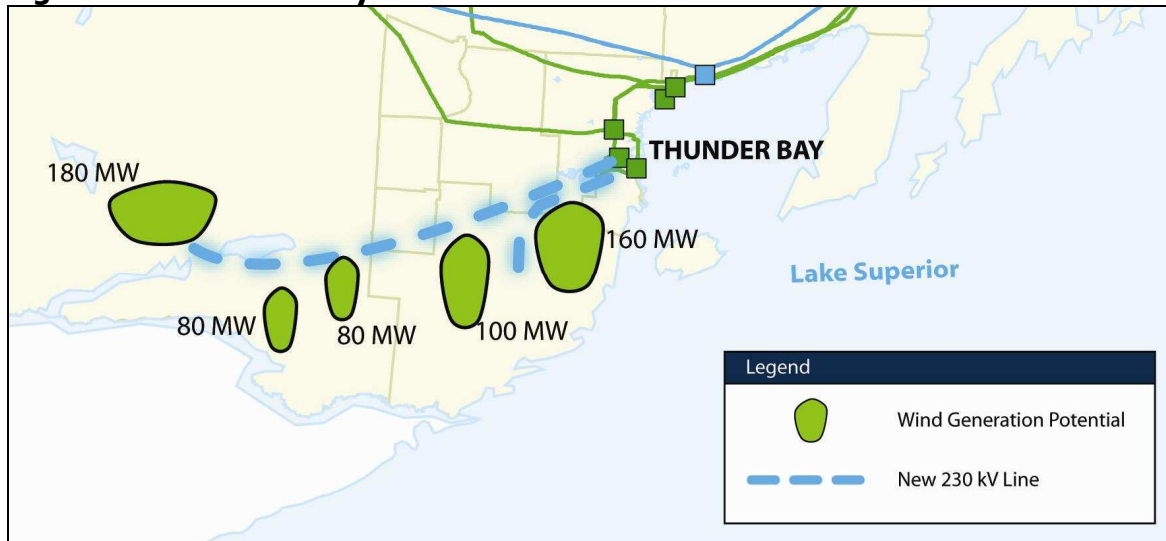 180 MW
THUNDER BAY
160 MW
Lake Superior
80 MW
80 MW
100 MW
Legend
Wind Generation Potential
New 230 kV Line